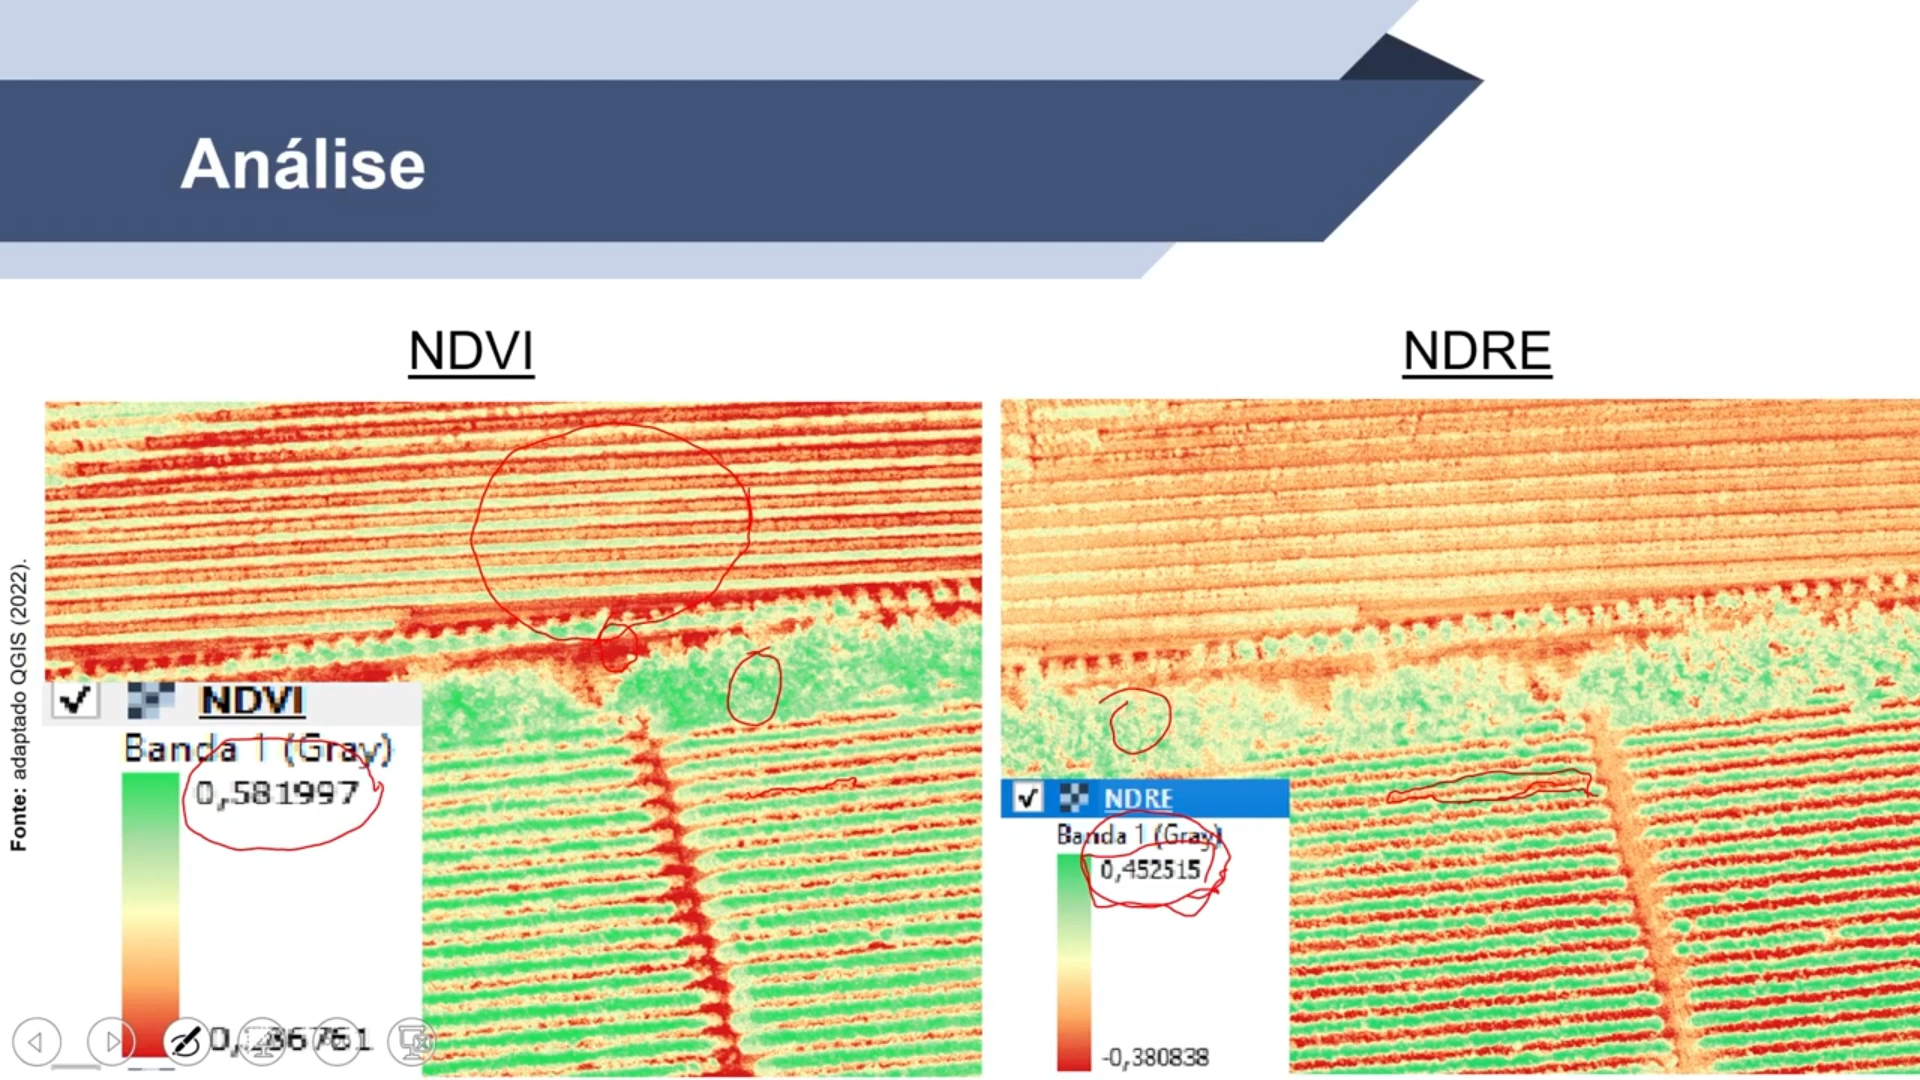 Análise
NDVI
NDRE
Fonte: adaptado QGIS (2022).
NDVI
Banda 1 (Gray)
0,581997
NDRE
Banda 1 (Gray)
0,452515
-0,380838